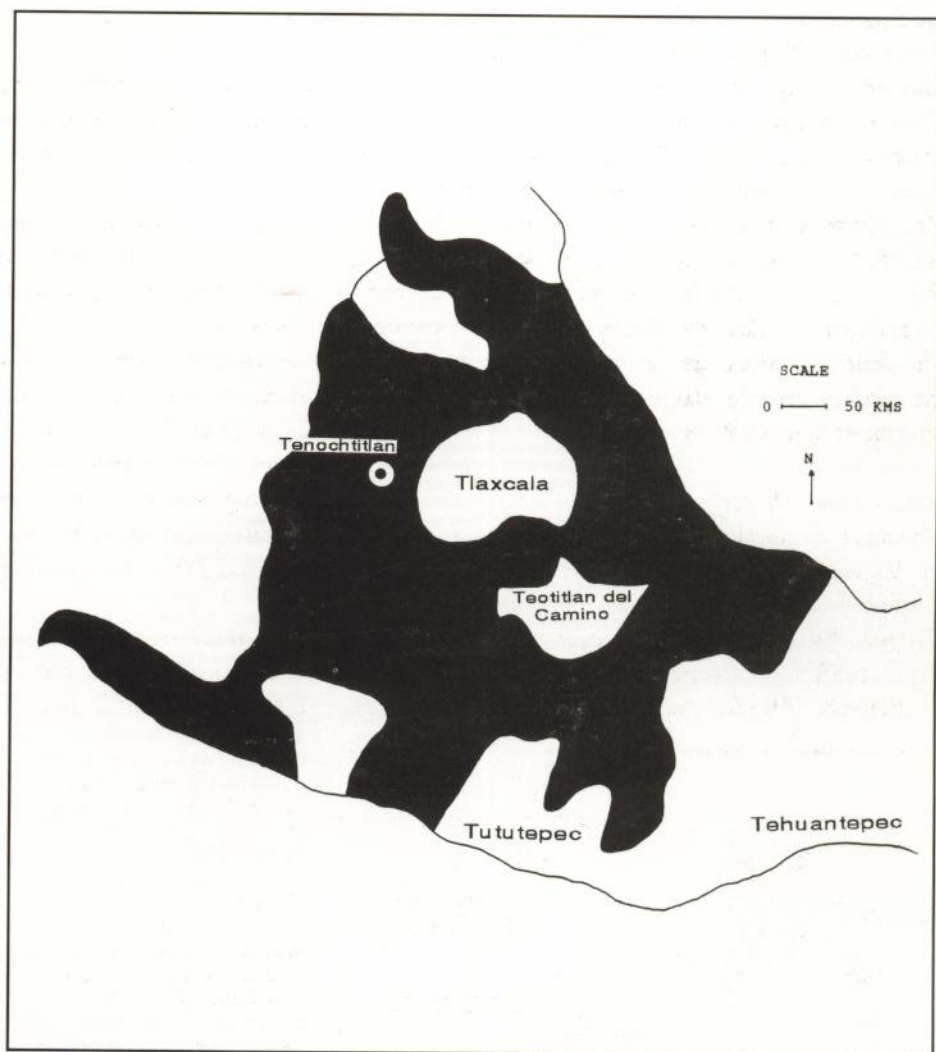 SCALE
0 50 KMS
N
Tenochtitlan
Tlaxcala
Teotitlan del
Camino
Tututepec
Tehuantepec